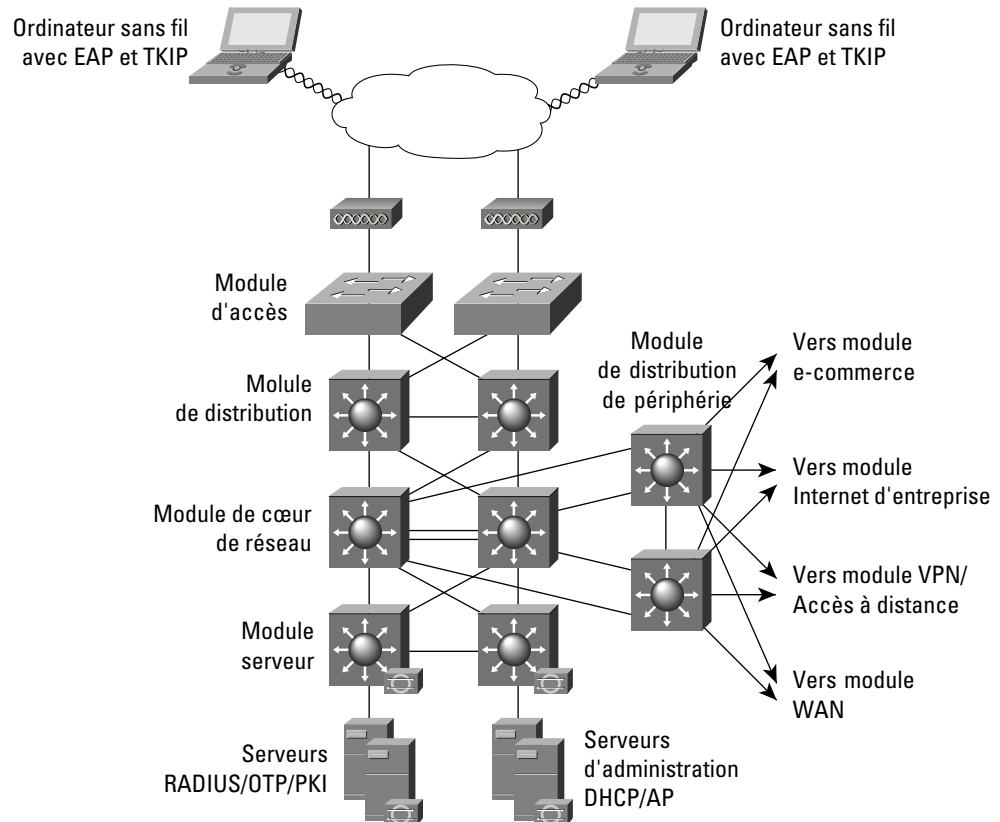 Ordinateur sans fil
avec EAP et TKIP
Ordinateur sans fil
avec EAP et TKIP
Module
d'accès
Molule
de distribution
Module
de distribution
de périphérie
Vers module
e-commerce
Vers module
Internet d'entreprise
Module de cœur
de réseau
Vers module VPN/
Accès à distance
Module
serveur
Vers module
WAN
Serveurs
RADIUS/OTP/PKI
Serveurs
d'administration
DHCP/AP